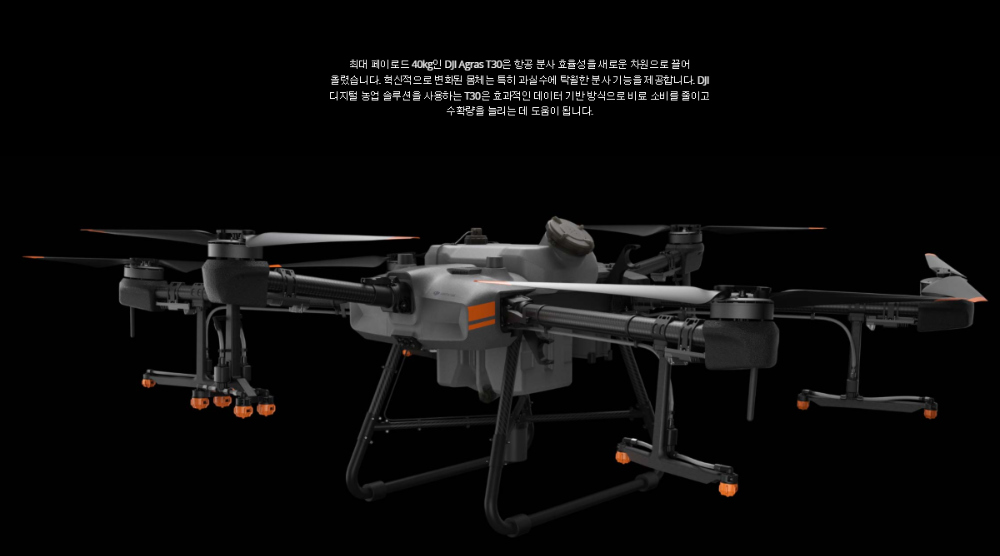 최대 페이로드 40kg인 DJI Agras T30은 항공 분사 효율성을 새로운 차원으로 끌어
올렸습니다. 혁신적으로 변화된 몸체는 특히 과실수에 탁월한 분사 기능을 제공합니다. DJI
디지털 농업 솔루션을 사용하는 T30은 효과적인 데이터 기반 방식으로 비료 소비를 줄이고
수확량을 늘리는 데 도움이 됩니다.